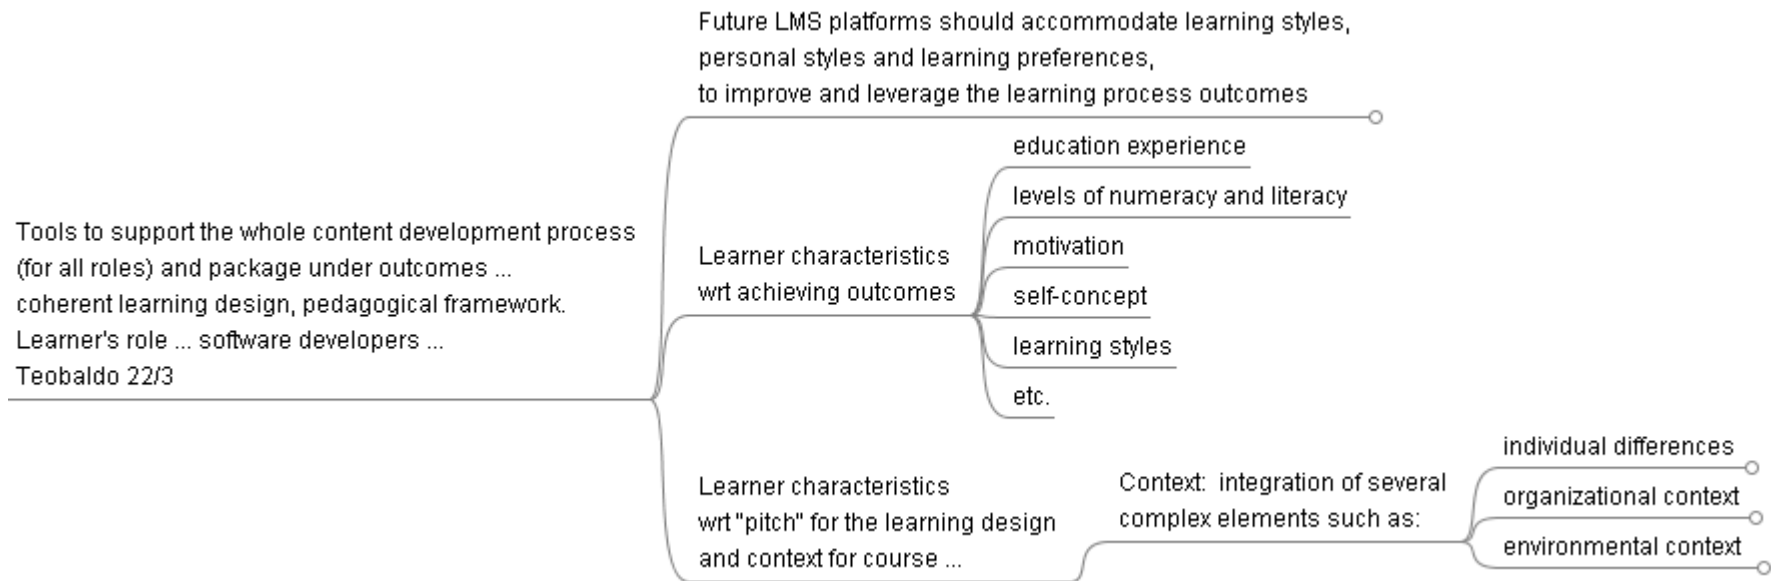 Future LMS platforms should accommodate learning styles,
personal styles and learning preferences,
to improve and leverage the learning process outcomes
Tools to support the whole content development process
(for all roles) and package under outcomes ...
coherent learning design, pedagogical framework.
Learner's role ... software developers ...
Teobaldo 22/3
Learner characteristics
wrt achieving outcomes
education experience
levels of numeracy and literacy
motivation
self-concept
learning styles
etc.
Learner characteristics
wrt "pitch" for the learning design
and context for course ...
Context:  integration of several
complex elements such as:
individual differences
organizational context
environmental context